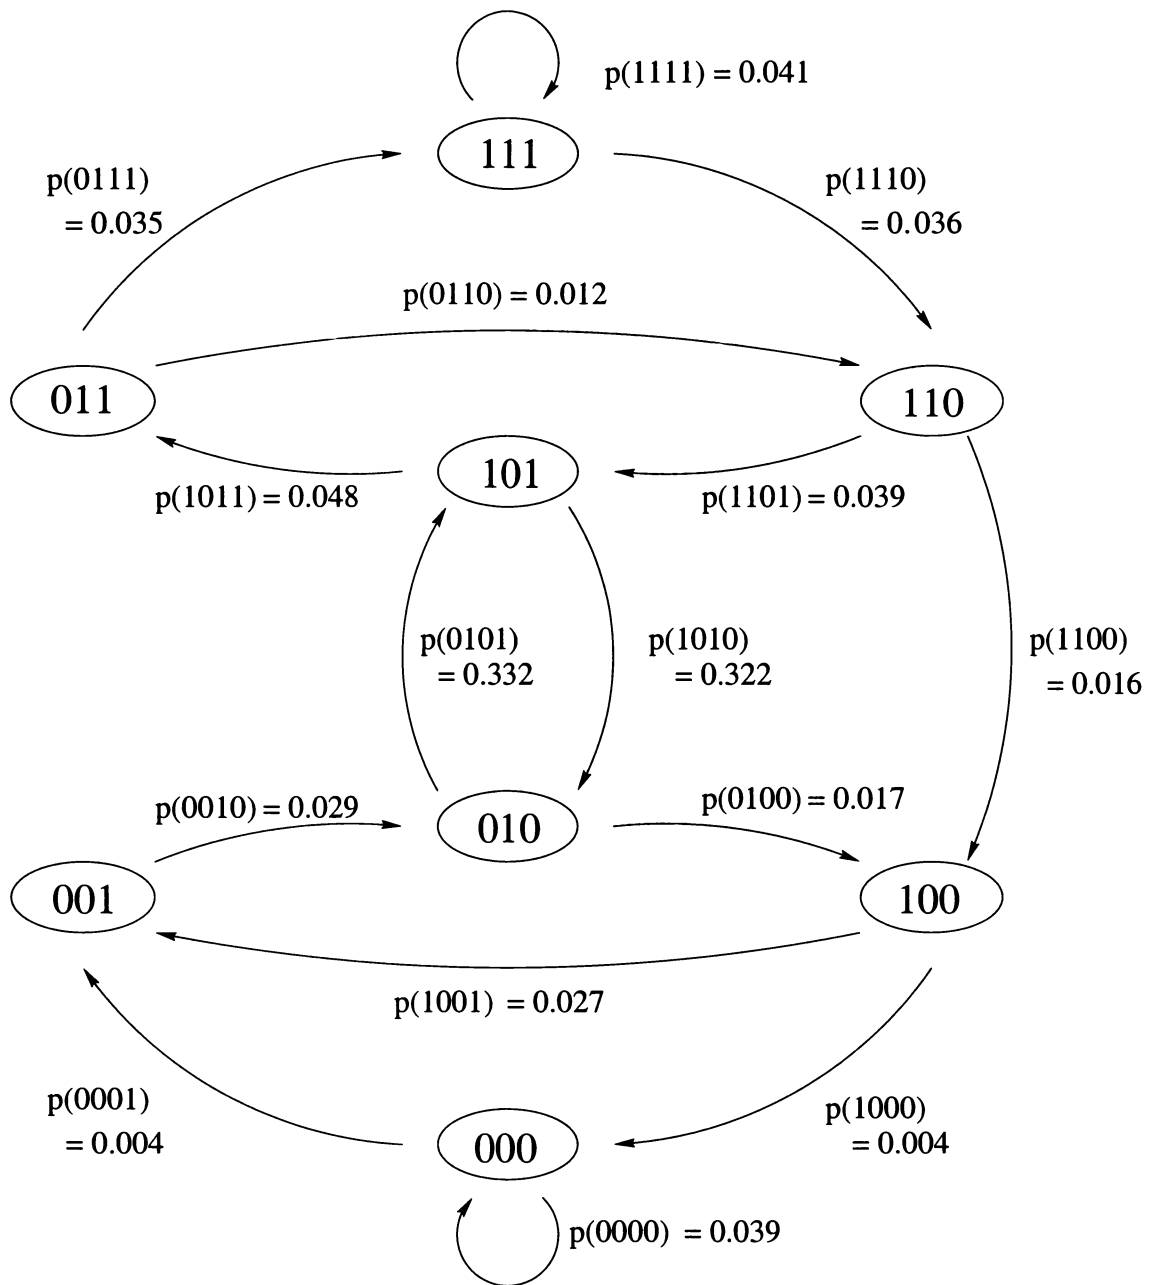 p(1111) = 0.041
111
p(0111)
= 0.035
p(1110)
= 0.036
p(0110) = 0.012
011
110
101
p(1011) = 0.048
p(1101) = 0.039
p(0101)
= 0.332
p(1010)
= 0.322
p(1100)
= 0.016
p(0010) = 0.029
p(0100) = 0.017
010
001
100
p(1001) = 0.027
p(0001)
= 0.004
p(1000)
= 0.004
000
p(0000) = 0.039